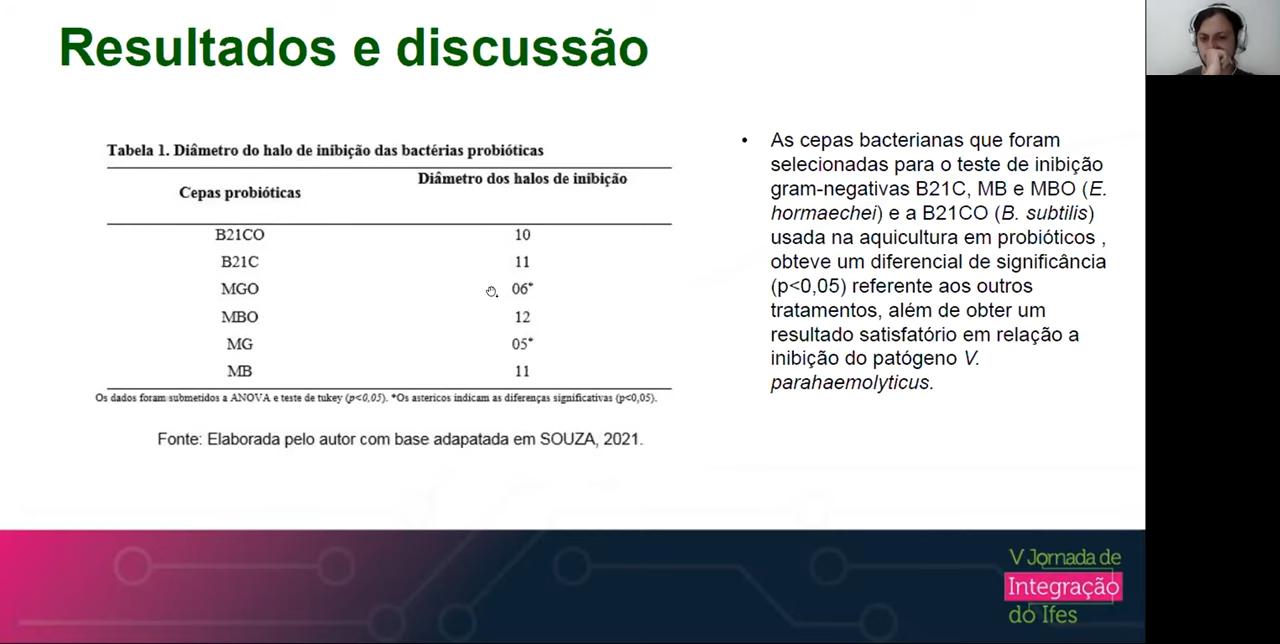 Resultados e discussão
Tabela 1. Diâmetro do halo de inibição das bactérias probióticas
Cepas probióticas
Diâmetro dos halos de inibição
B21CO 10
B21C 11
MGO 06*
MBO 12
MG 05*
MB 11
Os dados foram submetidos a ANOVA e teste de tukey (p<0,05). *Os astericos indicam as diferenças significativas (p<0,05).
Fonte: Elaborada pelo autor com base adapatada em SOUZA, 2021.
• As cepas bacterianas que foram
selecionadas para o teste de inibição
gram-negativas B21C, MB e MBO (E.
hormaechei) e a B21CO (B. subtilis)
usada na aquicultura em probióticos ,
obteve um diferencial de significância
(p<0,05) referente aos outros
tratamentos, além de obter um
resultado satisfatório em relação a
inibição do patógeno V.
parahaemolyticus.
V Jornada de
Integração
do Ifes